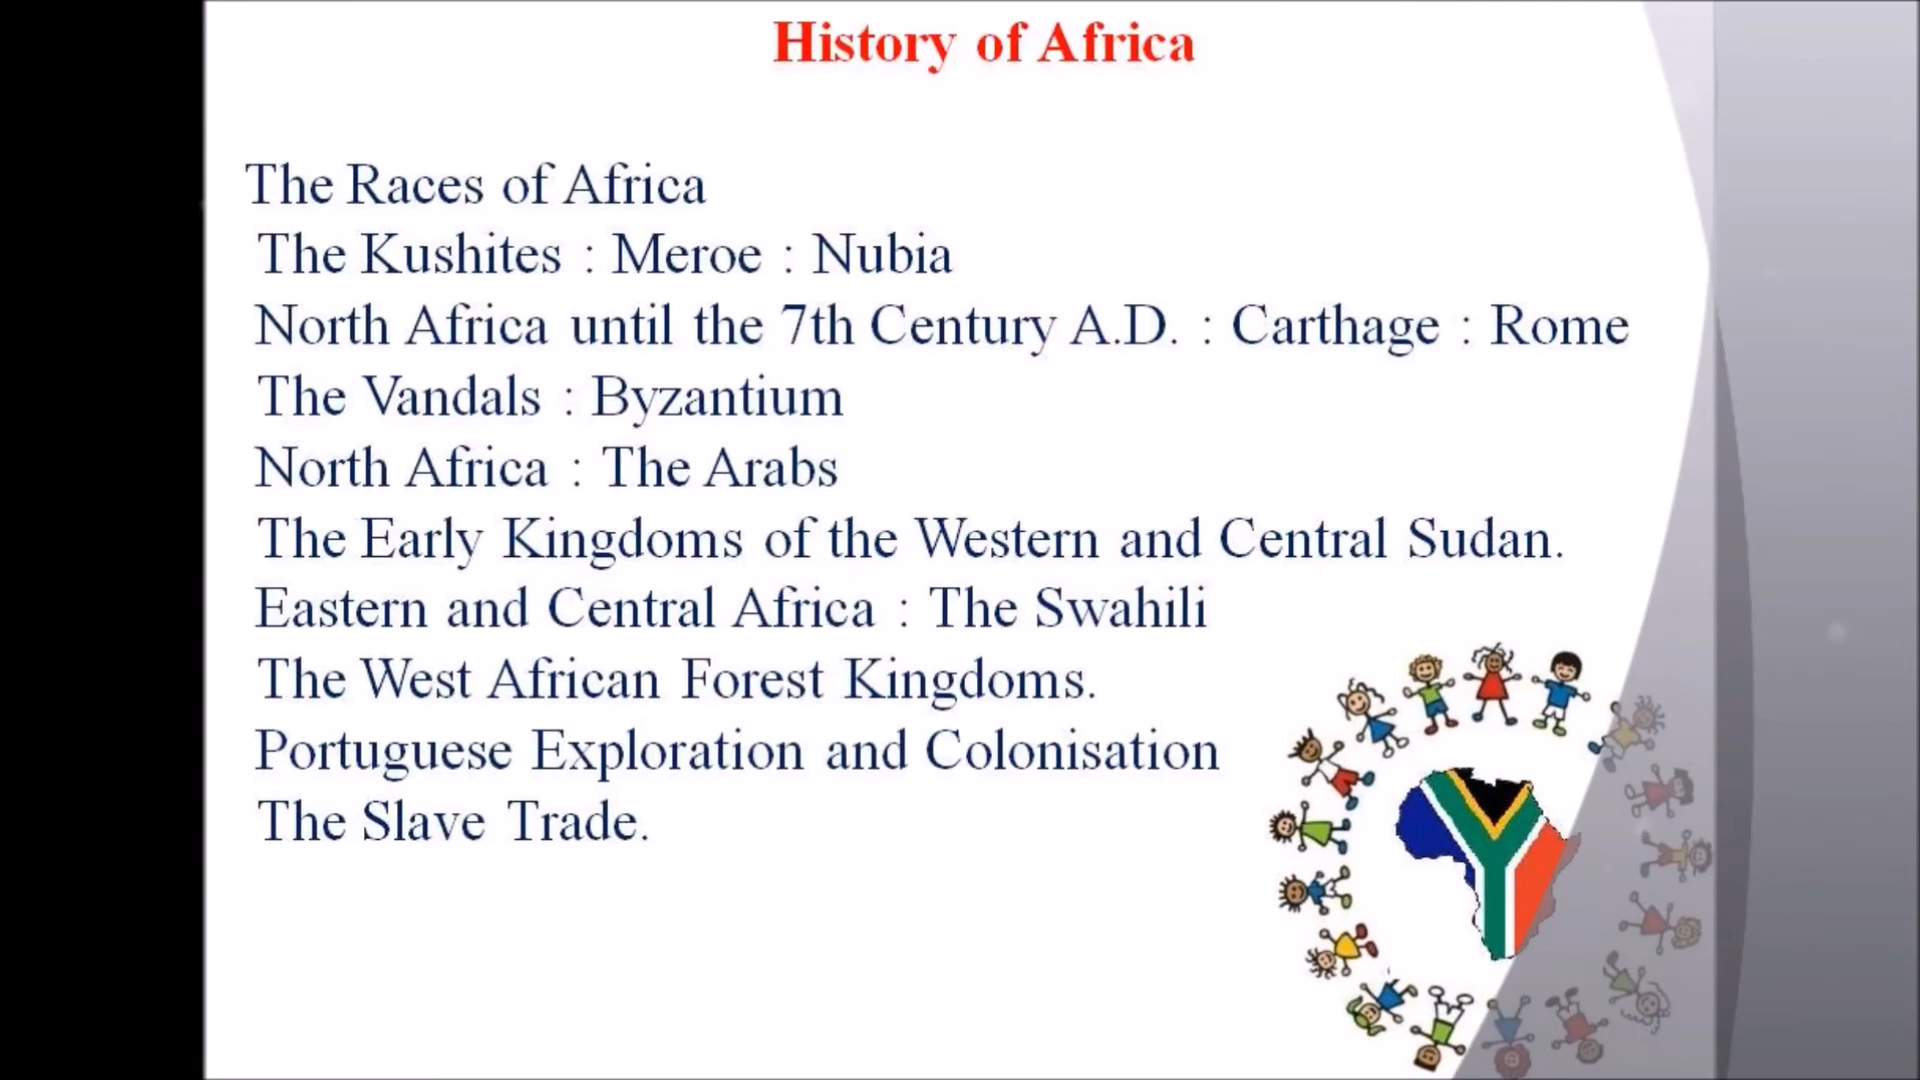 History of Africa
The Races of Africa
The Kushites : Meroe : Nubia
North Africa until the 7th Century A.D. : Carthage : Rome
The Vandals : Byzantium
North Africa : The Arabs
The Early Kingdoms of the Western and Central Sudan.
Eastern and Central Africa : The Swahili
The West African Forest Kingdoms.
Portuguese Exploration and Colonisation
The Slave Trade.